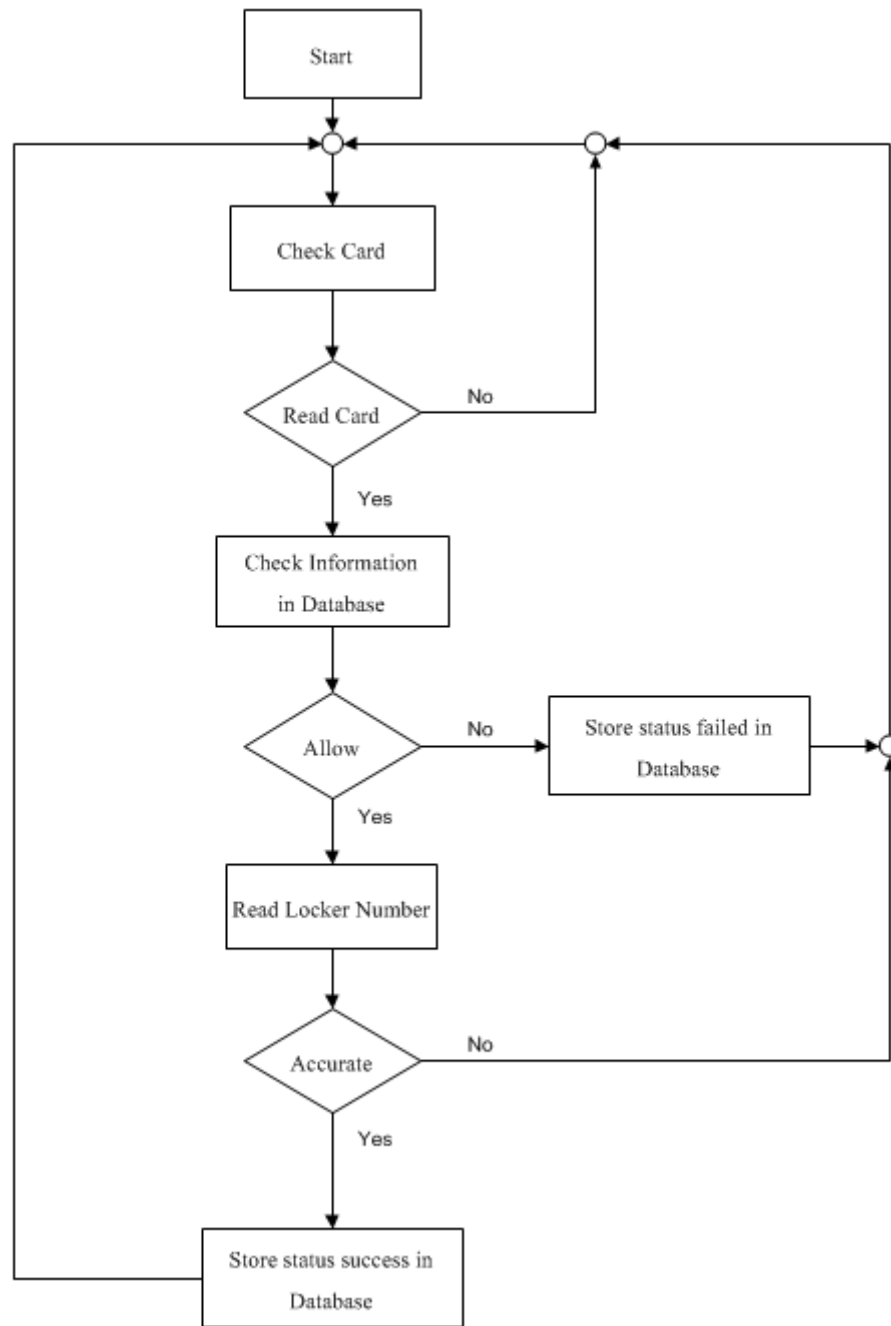 Start
Check Card
Read Card
No
Yes
Check Information
in Database
Allow
No
Store status failed in
Database
Yes
Read Locker Number
Accurate
No
Yes
Store status success in
Database